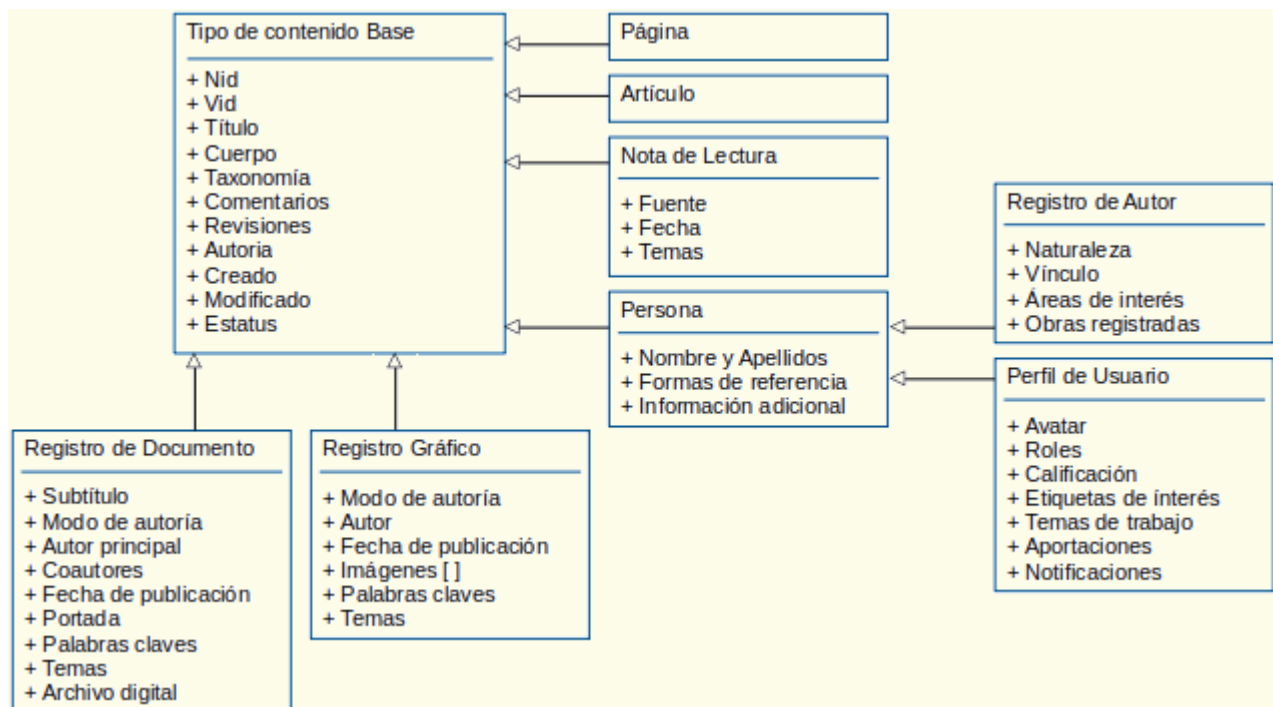 Tipo de contenido Base
+ Nid
+ Vid
+ Título
+ Cuerpo
+ Taxonomía
+ Comentarios
+ Revisiones
+ Autoria
+ Creado
+ Modificado
+ Estatus
Página
Artículo
Nota de Lectura
+ Fuente
+ Fecha
+ Temas
Persona
+ Nombre y Apellidos
+ Formas de referencia
+ Información adicional
Registro de Autor
+ Naturaleza
+ Vínculo
+ Áreas de interés
+ Obras registradas
Perfil de Usuario
+ Avatar
+ Roles
+ Calificación
+ Etiquetas de interés
+ Temas de trabajo
+ Aportaciones
+ Notificaciones
Registro de Documento
+ Subtítulo
+ Modo de autoría
+ Autor principal
+ Coautores
+ Fecha de publicación
+ Portada
+ Palabras claves
+ Temas
+ Archivo digital
Registro Gráfico
+ Modo de autoría
+ Autor
+ Fecha de publicación
+ Imágenes [ ]
+ Palabras claves
+ Temas